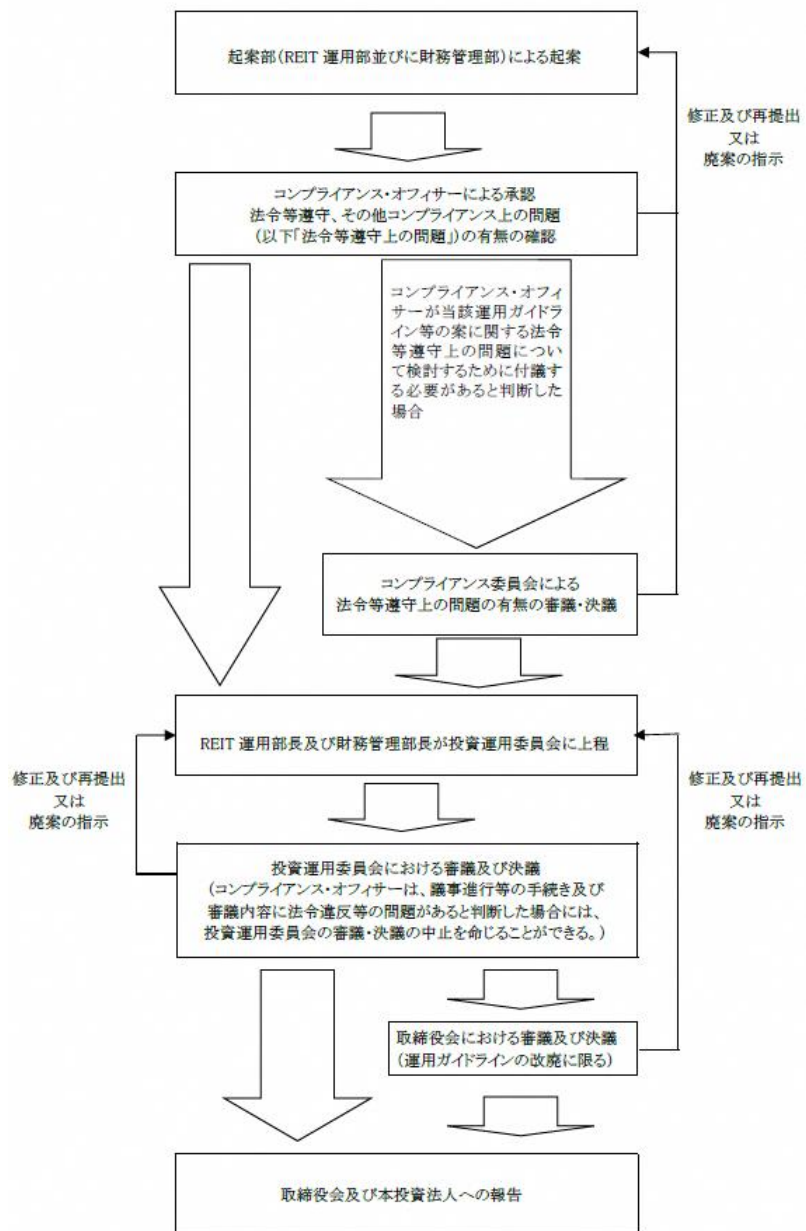 起案部（REIT 運用部並びに財務管理部）による起案
修正及び再提出
又は
廃案の指示
コンプライアンス・オフィサーによる承認
法令等遵守、その他コンプライアンス上の問題
（以下「法令等遵守上の問題」）の有無の確認
コンプライアンス・オフィ
サーが当該運用ガイドラ
イン等の案に関する法令
等遵守上の問題につい
て検討するために付議す
る必要があると判断した
場合
コンプライアンス委員会による
法令等遵守上の問題の有無の審議・決議
REIT 運用部長及び財務管理部長が投資運用委員会に上程
修正及び再提出
又は
廃案の指示
修正及び再提出
又は
廃案の指示
投資運用委員会における審議及び決議
（コンプライアンス・オフィサーは、議事進行等の手続き及び
審議内容に法令違反等の問題があると判断した場合には、
投資運用委員会の審議・決議の中止を命じることができる。）
取締役会における審議及び決議
（運用ガイドラインの改廃に限る）
取締役会及び本投資法人への報告